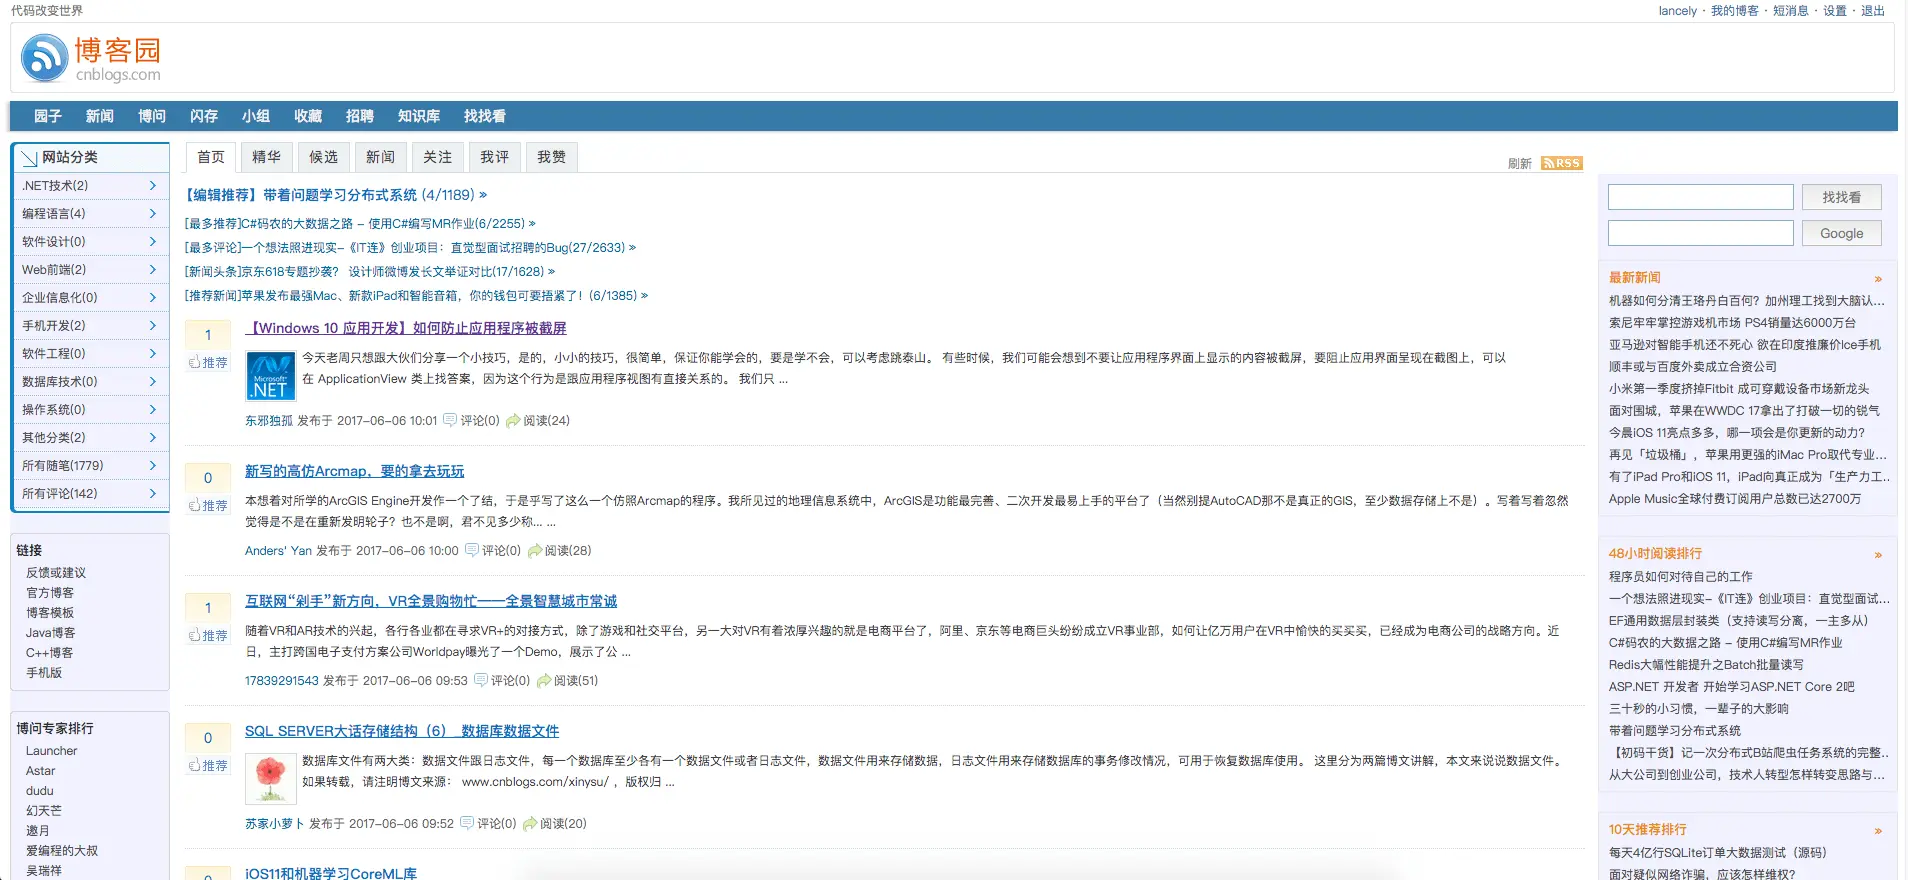 代码改变世界
lancely · 我的博客 · 短消息 · 设置 · 退出
博客园
cnblogs.com
园子 新闻 博问 闪存 小组 收藏 招聘 知识库 找找看
网站分类
.NET技术(2)
编程语言(4)
软件设计(0)
Web前端(2)
企业信息化(0)
手机开发(2)
软件工程(0)
数据库技术(0)
操作系统(0)
其他分类(2)
所有随笔(1779)
所有评论(142)
链接
反馈或建议
官方博客
博客模板
Java博客
C++博客
手机版
博问专家排行
Launcher
Astar
dudu
幻天芒
邀月
爱编程的大叔
吴瑞祥
首页 精华 候选 新闻 关注 我评 我赞
刷新 RSS
【编辑推荐】带着问题学习分布式系统 (4/1189) »
[最多推荐]C#码农的大数据之路 – 使用C#编写MR作业(6/2255) »
[最多评论]一个想法照进现实–《IT连》创业项目：直觉型面试招聘的Bug(27/2633) »
[新闻头条]京东618专题抄袭？ 设计师微博发长文举证对比(17/1628) »
[推荐新闻]苹果发布最强Mac、新款iPad和智能音箱，你的钱包可要捂紧了！(6/1385) »
1
推荐
【Windows 10 应用开发】如何防止应用程序被截屏
Microsoft
.NET
今天老周只想跟大伙们分享一个小技巧，是的，小小的技巧，很简单，保证你能学会的，要是学不会，可以考虑跳泰山。 有些时候，我们可能会想到不要让应用程序界面上显示的内容被截屏，要阻止应用界面呈现在截图上，可以
在 ApplicationView 类上找答案，因为这个行为是跟应用程序视图有直接关系的。 我们只 ...
东邪独孤 发布于 2017-06-06 10:01 评论(0) 阅读(24)
0
推荐
新写的高仿Arcmap，要的拿去玩玩
本想着对所学的ArcGIS Engine开发作一个了结，于是乎写了这么一个仿照Arcmap的程序。我所见过的地理信息系统中，ArcGIS是功能最完善、二次开发最易上手的平台了（当然别提AutoCAD那不是真正的GIS，至少数据存储上不是）。写着写着忽然
觉得是不是在重新发明轮子？也不是啊，君不见多少称... ...
Anders' Yan 发布于 2017-06-06 10:00 评论(0) 阅读(28)
1
推荐
互联网“剁手”新方向，VR全景购物忙——全景智慧城市常诚
随着VR和AR技术的兴起，各行各业都在寻求VR+的对接方式，除了游戏和社交平台，另一大对VR有着浓厚兴趣的就是电商平台了，阿里、京东等电商巨头纷纷成立VR事业部，如何让亿万用户在VR中愉快的买买买，已经成为电商公司的战略方向。近
日，主打跨国电子支付方案公司Worldpay曝光了一个Demo，展示了公 ...
17839291543 发布于 2017-06-06 09:53 评论(0) 阅读(51)
0
推荐
SQL SERVER大话存储结构（6）_数据库数据文件
数据库文件有两大类：数据文件跟日志文件，每一个数据库至少各有一个数据文件或者日志文件，数据文件用来存储数据，日志文件用来存储数据库的事务修改情况，可用于恢复数据库使用。 这里分为两篇博文讲解，本文来说说数据文件。
如果转载，请注明博文来源： www.cnblogs.com/xinysu/ ，版权归 ...
苏家小萝卜 发布于 2017-06-06 09:52 评论(0) 阅读(20)
0
iOS11和机器学习CoreML库
找找看
Google
最新新闻 »
机器如何分清王珞丹白百何？加州理工找到大脑认...
索尼牢牢掌控游戏机市场 PS4销量达6000万台
亚马逊对智能手机还不死心 欲在印度推廉价Ice手机
顺丰或与百度外卖成立合资公司
小米第一季度挤掉Fitbit 成可穿戴设备市场新龙头
面对围城，苹果在WWDC 17拿出了打破一切的锐气
今晨iOS 11亮点多多，哪一项会是你更新的动力？
再见「垃圾桶」，苹果用更强的iMac Pro取代专业...
有了iPad Pro和iOS 11，iPad向真正成为「生产力工...
Apple Music全球付费订阅用户总数已达2700万
48小时阅读排行 »
程序员如何对待自己的工作
一个想法照进现实–《IT连》创业项目：直觉型面试...
EF通用数据层封装类（支持读写分离，一主多从）
C#码农的大数据之路 – 使用C#编写MR作业
Redis大幅性能提升之Batch批量读写
ASP.NET 开发者 开始学习ASP.NET Core 2吧
三十秒的小习惯，一辈子的大影响
带着问题学习分布式系统
【初码干货】记一次分布式B站爬虫任务系统的完整...
从大公司到创业公司，技术人转型怎样转变思路与...
10天推荐排行 »
每天4亿行SQLite订单大数据测试（源码）
面对疑似网络诈骗，应该怎样维权？